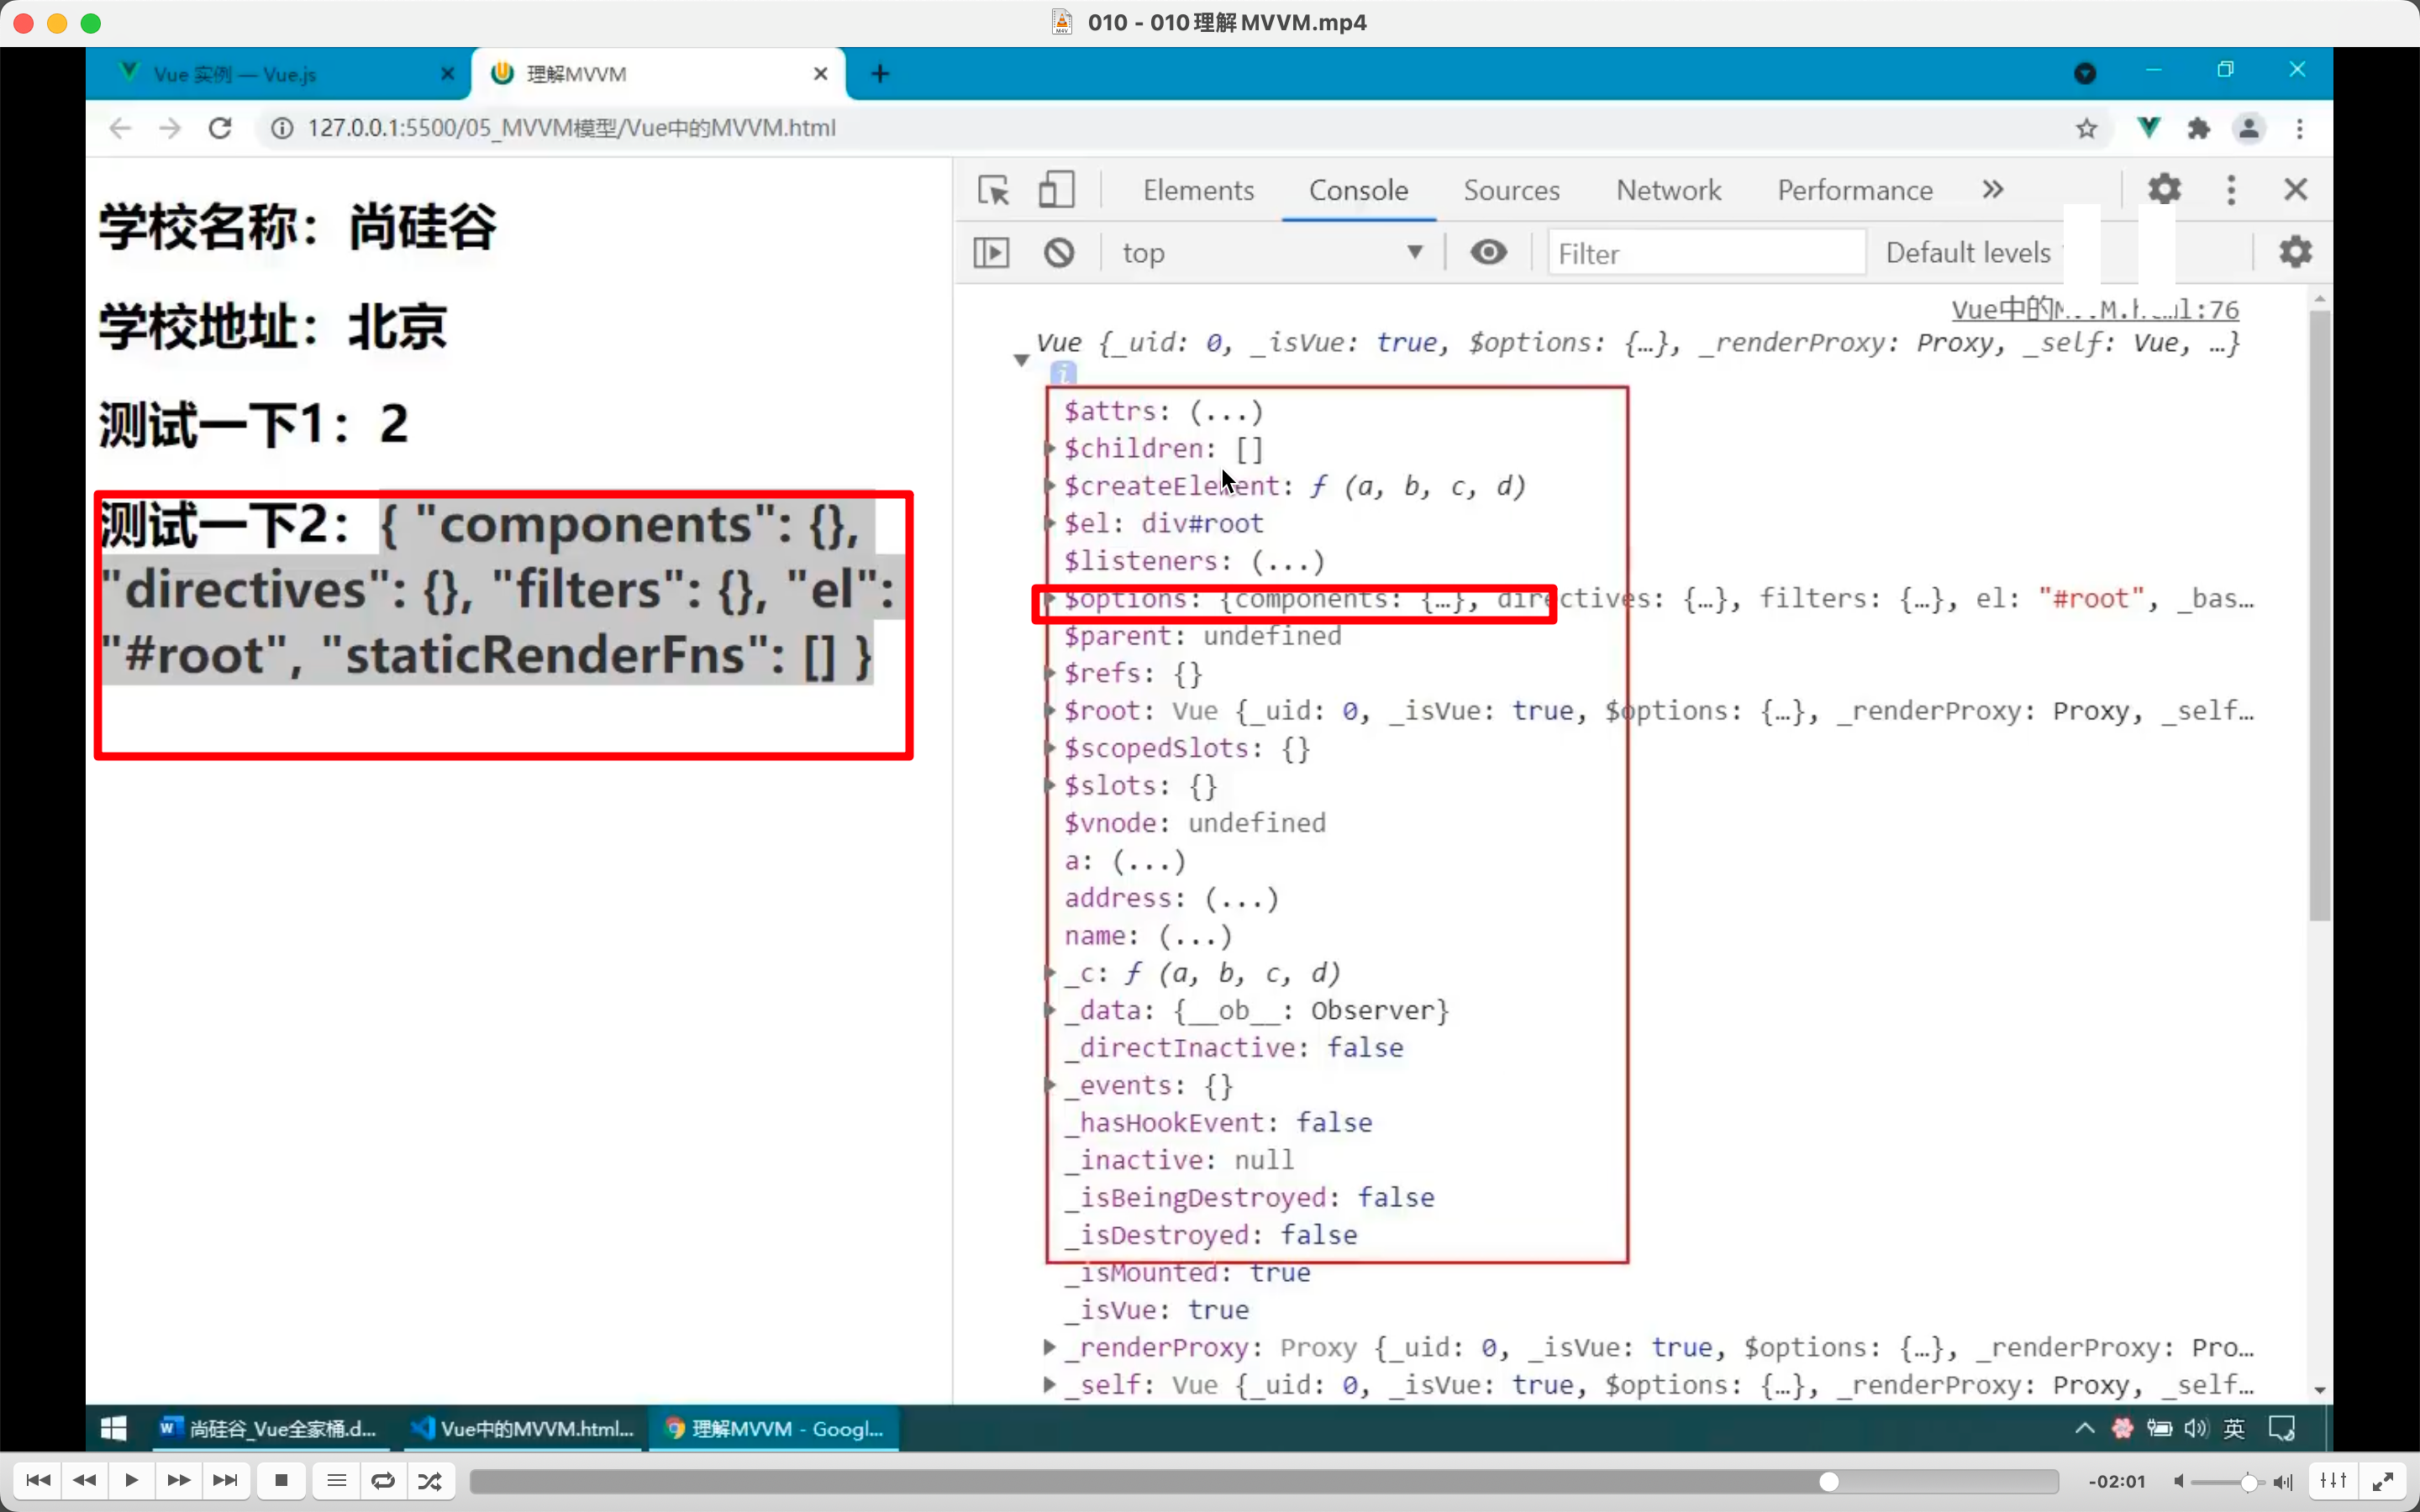 010 - 010理解MVVM.mp4
Vue 实例 — Vue.js
理解MVVM
127.0.0.1:5500/05_MVVM模型/Vue中的MVVM.html
学校名称：尚硅谷
学校地址：北京
测试一下1：2
测试一下2：{ "components": {},
"directives": {}, "filters": {}, "el":
"#root", "staticRenderFns": [] }
Elements Console Sources Network Performance
top Filter Default levels
Vue {_uid: 0, _isVue: true, $options: {…}, _renderProxy: Proxy, _self: Vue, …}
$attrs: (...)
$children: []
$createElement: ƒ (a, b, c, d)
$el: div#root
$listeners: (...)
$options: {components: {…}, directives: {…}, filters: {…}, el: "#root", _bas…
$parent: undefined
$refs: {}
$root: Vue {_uid: 0, _isVue: true, $options: {…}, _renderProxy: Proxy, _self…
$scopedSlots: {}
$slots: {}
$vnode: undefined
a: (...)
address: (...)
name: (...)
_c: ƒ (a, b, c, d)
_data: {__ob__: Observer}
_directInactive: false
_events: {}
_hasHookEvent: false
_inactive: null
_isBeingDestroyed: false
_isDestroyed: false
_isMounted: true
_isVue: true
_renderProxy: Proxy {_uid: 0, _isVue: true, $options: {…}, _renderProxy: Pro…
_self: Vue {_uid: 0, _isVue: true, $options: {…}, _renderProxy: Proxy, _self…
尚硅谷_Vue全家桶.d...
Vue中的MVVM.html...
理解MVVM - Googl...
英
-02:01